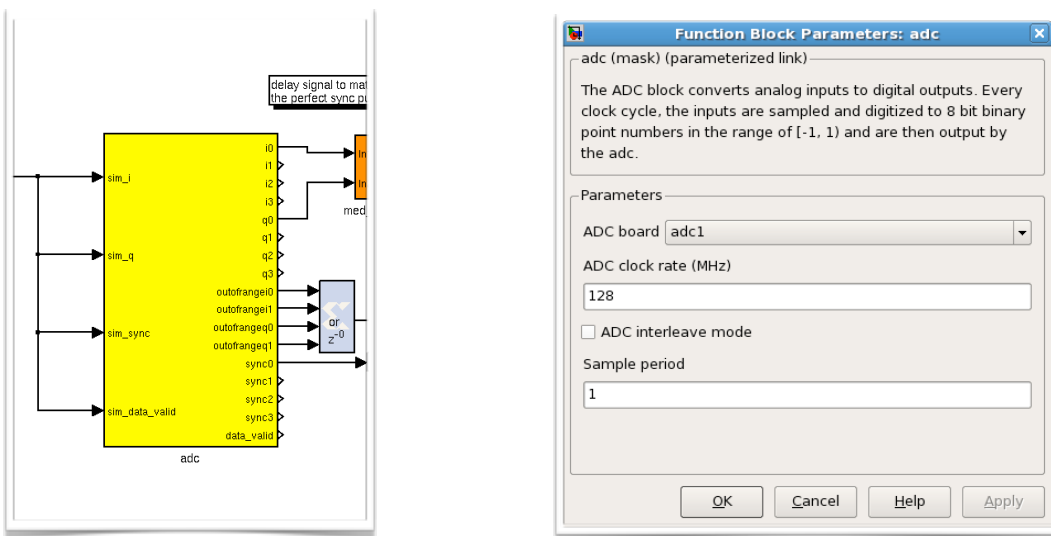 delay signal to mat
the perfect sync pu
sim_i
sim_q
sim_sync
sim_data_valid
i0
i1
i2
i3
q0
q1
q2
q3
outofrangei0
outofrangei1
outofrangeq0
outofrangeq1
sync0
sync1
sync2
sync3
data_valid
adc
In
In
med_
or
z-0
Function Block Parameters: adc
adc (mask) (parameterized link)
The ADC block converts analog inputs to digital outputs. Every
clock cycle, the inputs are sampled and digitized to 8 bit binary
point numbers in the range of [-1, 1) and are then output by
the adc.
Parameters
ADC board adc1
ADC clock rate (MHz)
128
ADC interleave mode
Sample period
1
OK Cancel Help Apply